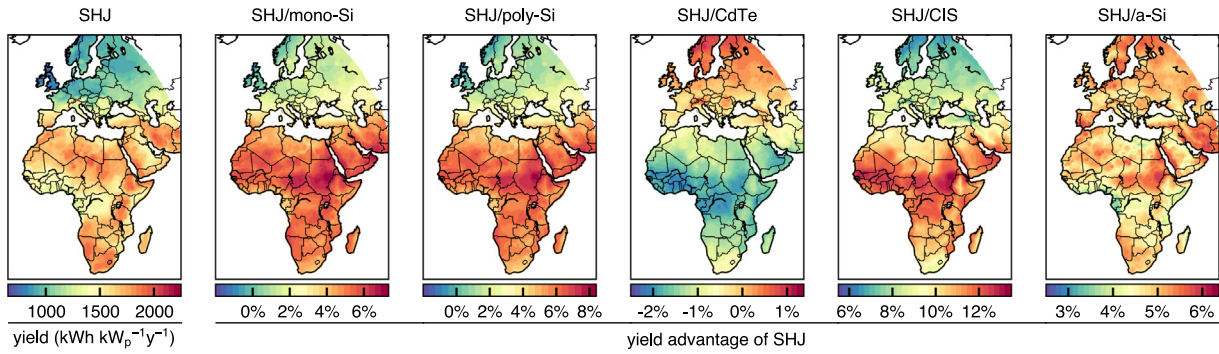 SHJ SHJ/mono-Si SHJ/poly-Si SHJ/CdTe SHJ/CIS SHJ/a-Si
1000 1500 2000 0% 2% 4% 6% 0% 2% 4% 6% 8% -2% -1% 0% 1% 6% 8% 10% 12% 3% 4% 5% 6%
yield (kWh kWₚ⁻¹y⁻¹) yield advantage of SHJ